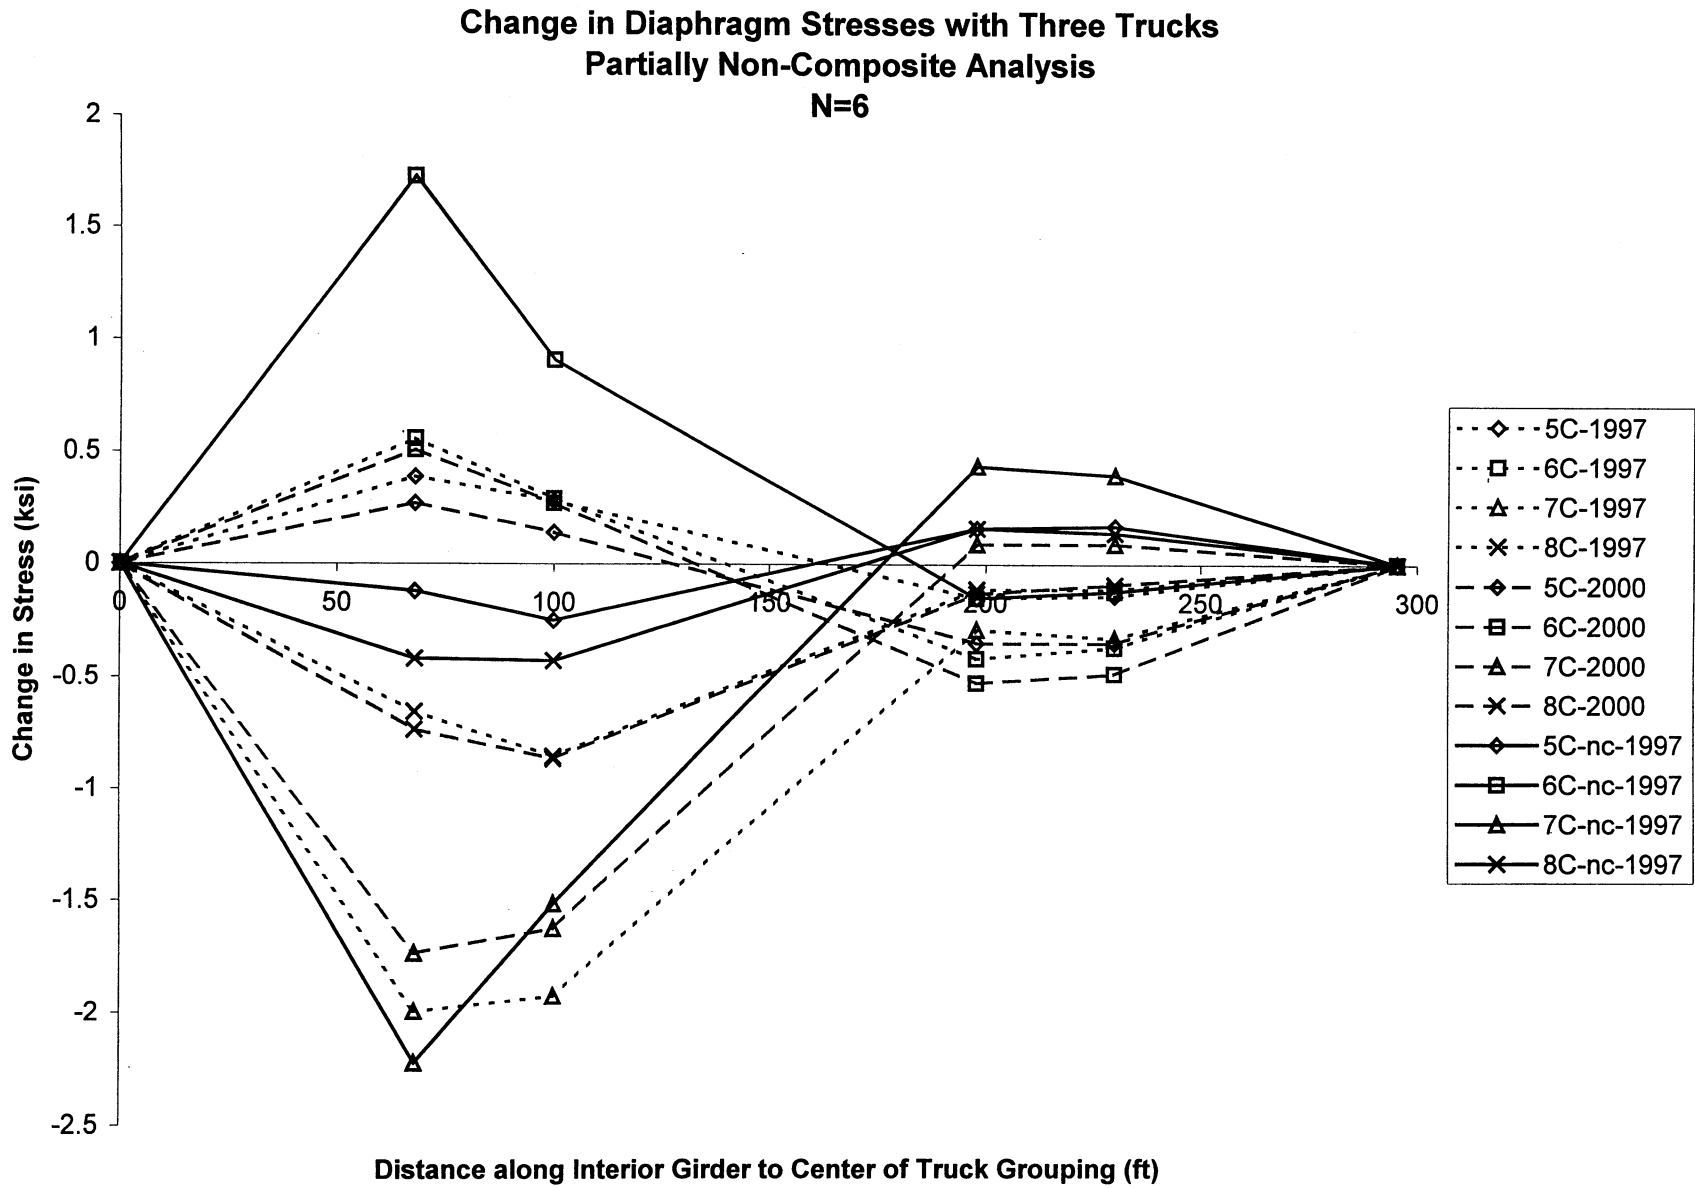 Change in Diaphragm Stresses with Three Trucks
Partially Non-Composite Analysis
N=6
2
1.5
1
0.5
0
-0.5
-1
-1.5
-2
-2.5
Change in Stress (ksi)
0
50
100
150
200
250
300
Distance along Interior Girder to Center of Truck Grouping (ft)
5C-1997
6C-1997
7C-1997
8C-1997
5C-2000
6C-2000
7C-2000
8C-2000
5C-nc-1997
6C-nc-1997
7C-nc-1997
8C-nc-1997